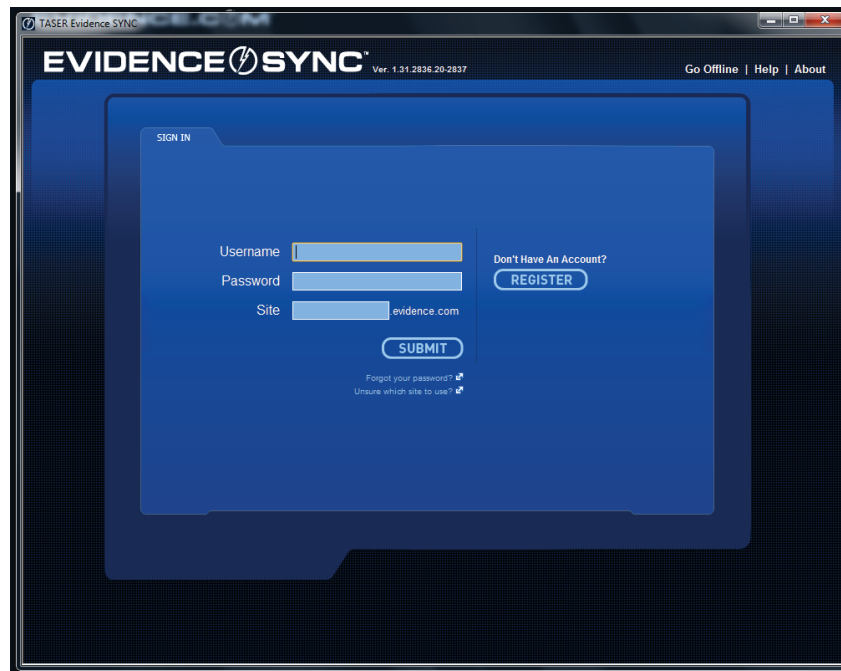 TASER Evidence SYNC
EVIDENCE SYNC™ Ver. 1.31.2836.20-2837
Go Offline | Help | About
SIGN IN
Username
Password
Site .evidence.com
SUBMIT
Forgot your password?
Unsure which site to use?
Don't Have An Account?
REGISTER